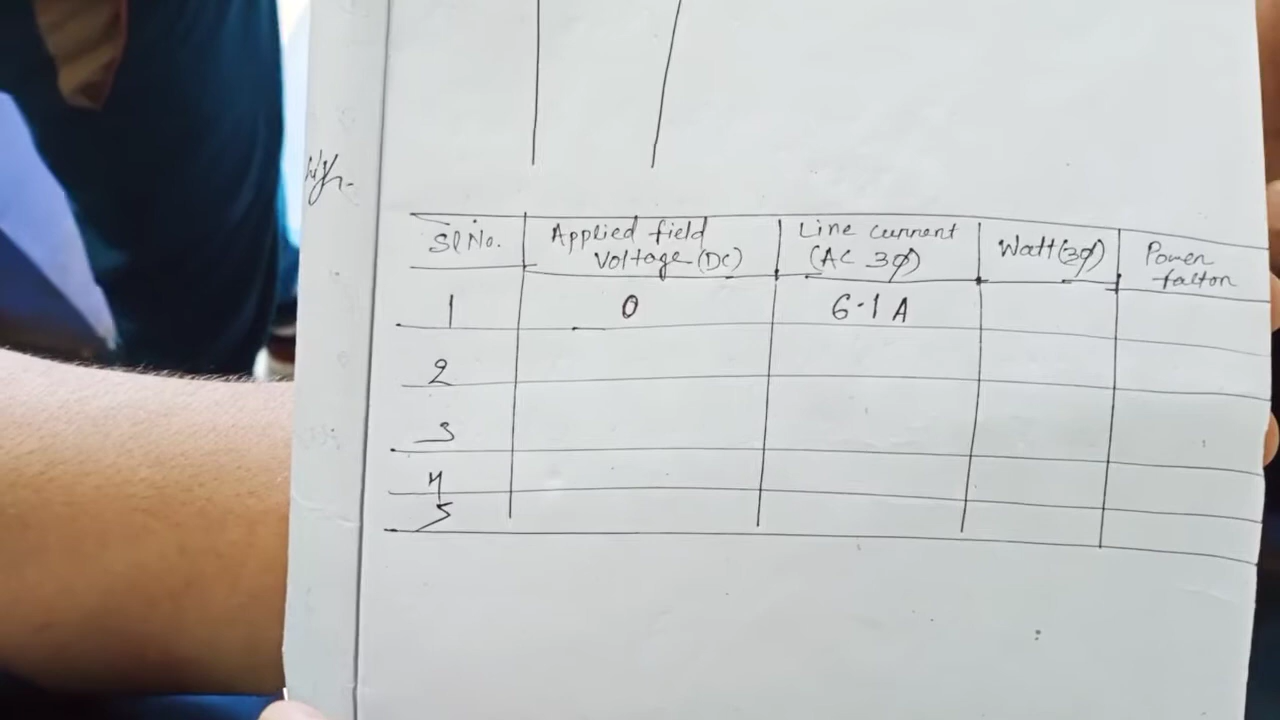 Sl No.
Applied field
Voltage (DC)
Line current
(AC 3φ)
Watt (3φ)
Power
factor
1
0
6.1 A
2
3
4
5